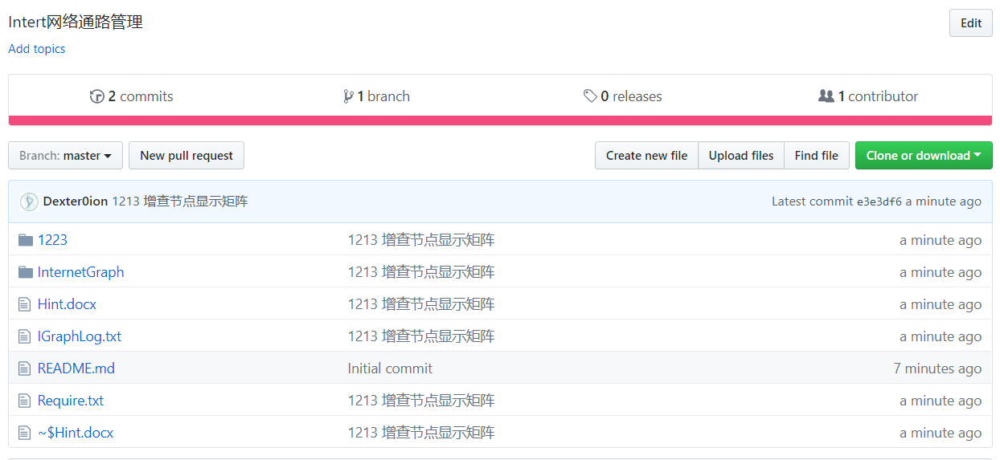 Intert网络通路管理
Edit
Add topics
2 commits
1 branch
0 releases
1 contributor
Branch: master
New pull request
Create new file
Upload files
Find file
Clone or download
Dexter0ion 1213 增查节点显示矩阵
Latest commit e3e3df6 a minute ago
1223 1213 增查节点显示矩阵 a minute ago
InternetGraph 1213 增查节点显示矩阵 a minute ago
Hint.docx 1213 增查节点显示矩阵 a minute ago
IGraphLog.txt 1213 增查节点显示矩阵 a minute ago
README.md Initial commit 7 minutes ago
Require.txt 1213 增查节点显示矩阵 a minute ago
~$Hint.docx 1213 增查节点显示矩阵 a minute ago